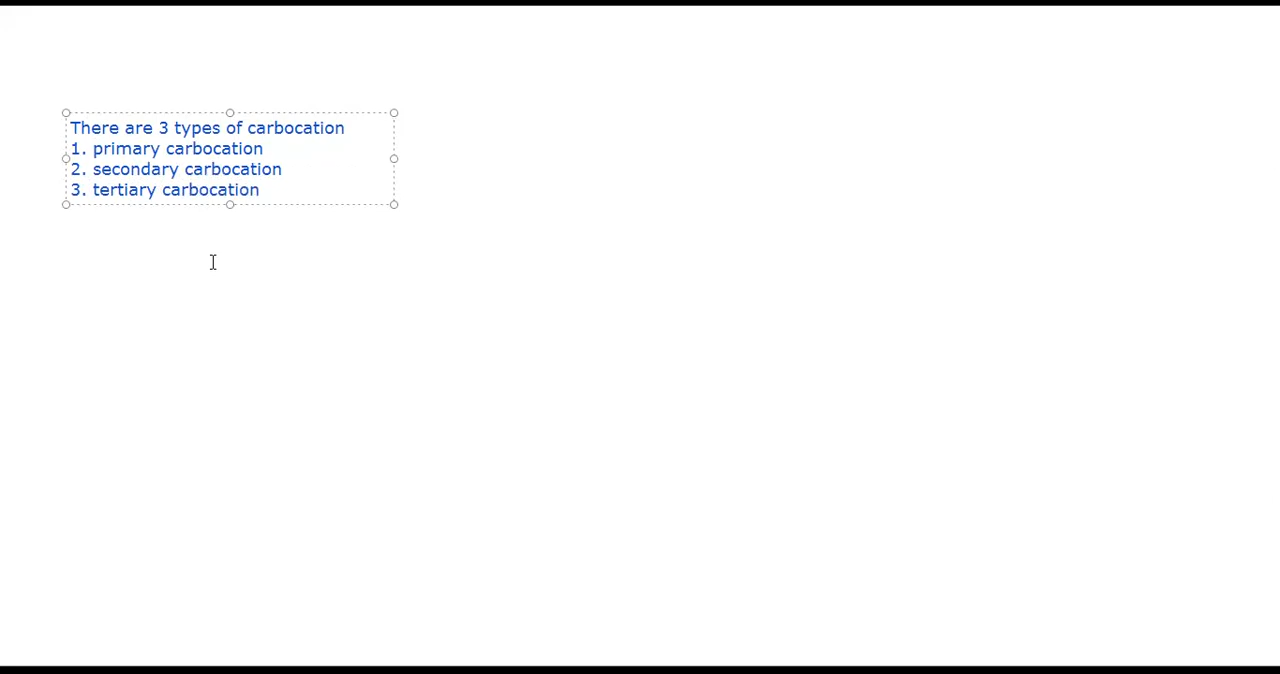 There are 3 types of carbocation
1. primary carbocation
2. secondary carbocation
3. tertiary carbocation